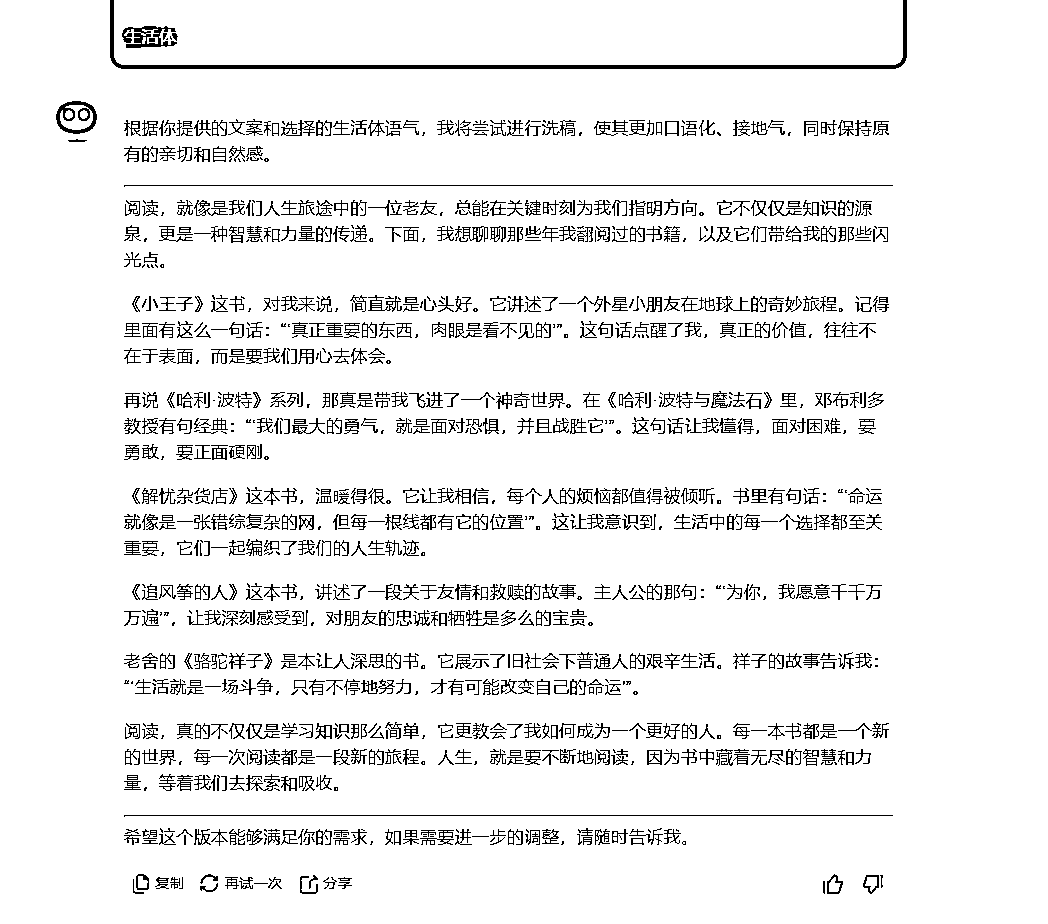 生活体
根据你提供的文案和选择的生活体语气，我将尝试进行洗稿，使其更加口语化、接地气，同时保持原
有的亲切和自然感。
阅读，就像是我们人生旅途中的一位老友，总能在关键时刻为我们指明方向。它不仅仅是知识的源
泉，更是一种智慧和力量的传递。下面，我想聊聊那些年我翻阅过的书籍，以及它们带给我的那些闪
光点。
《小王子》这书，对我来说，简直就是心头好。它讲述了一个外星小朋友在地球上的奇妙旅程。记得
里面有这么一句话：“‘真正重要的东西，肉眼是看不见的’”。这句话点醒了我，真正的价值，往往不
在于表面，而是要我们用心去体会。
再说《哈利·波特》系列，那真是带我飞进了一个神奇世界。在《哈利·波特与魔法石》里，邓布利多
教授有句经典：“‘我们最大的勇气，就是面对恐惧，并且战胜它’”。这句话让我懂得，面对困难，要
勇敢，要正面硬刚。
《解忧杂货店》这本书，温暖得很。它让我相信，每个人的烦恼都值得被倾听。书里有句话：“‘命运
就像是一张错综复杂的网，但每一根线都有它的位置’”。这让我意识到，生活中的每一个选择都至关
重要，它们一起编织了我们的人生轨迹。
《追风筝的人》这本书，讲述了一段关于友情和救赎的故事。主人公的那句：“‘为你，我愿意千千万
万遍’”，让我深刻感受到，对朋友的忠诚和牺牲是多么的宝贵。
老舍的《骆驼祥子》是本让人深思的书。它展示了旧社会下普通人的艰辛生活。祥子的故事告诉我：
“‘生活就是一场斗争，只有不停地努力，才有可能改变自己的命运’”。
阅读，真的不仅仅是学习知识那么简单，它更教会了我如何成为一个更好的人。每一本书都是一个新
的世界，每一次阅读都是一段新的旅程。人生，就是要不断地阅读，因为书中藏着无尽的智慧和力
量，等着我们去探索和吸收。
希望这个版本能够满足你的需求，如果需要进一步的调整，请随时告诉我。
复制 再试一次 分享